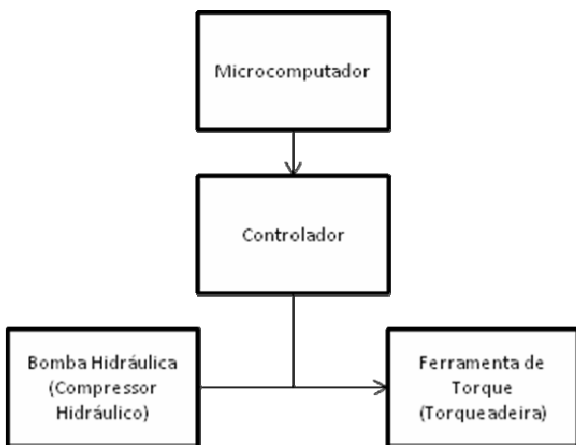 Microcomputador
Controlador
Bomba Hidráulica
(Compressor
Hidráulico)
Ferramenta de
Torque
(Torqueadeira)